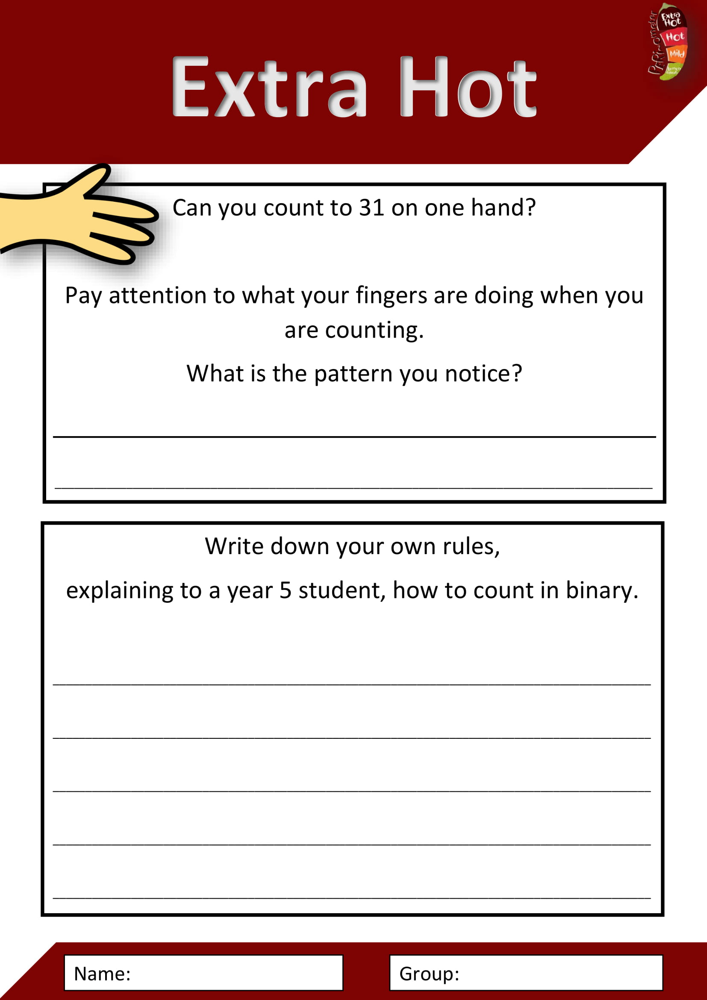 Extra Hot
PERi-ometer
Extra
Hot
Hot
Mild
Lemon
& Herb
Can you count to 31 on one hand?
Pay attention to what your fingers are doing when you
are counting.
What is the pattern you notice?
Write down your own rules,
explaining to a year 5 student, how to count in binary.
Name:
Group: